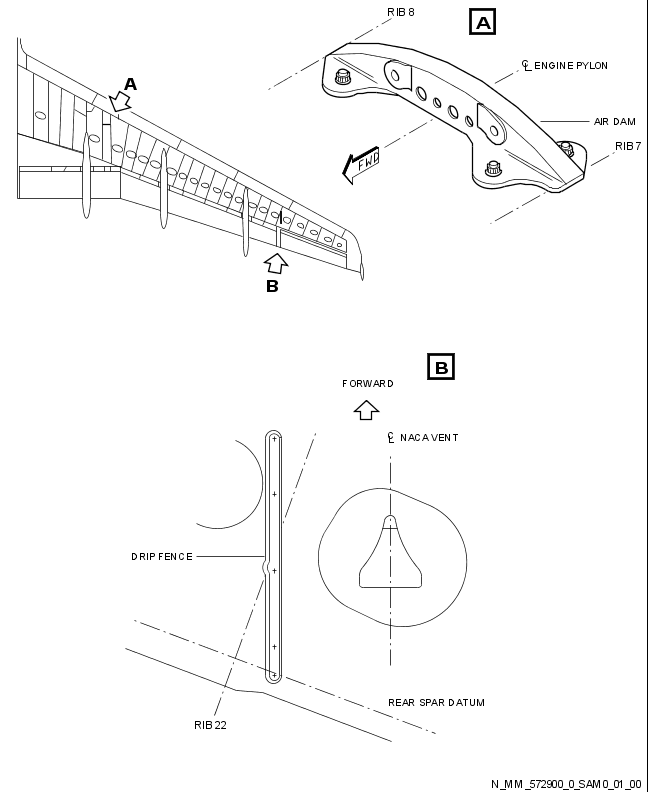 RIB 8
A
℄ ENGINE PYLON
A
AIR DAM
RIB 7
FWD
B
B
FORWARD
℄ NACA VENT
DRIP FENCE
REAR SPAR DATUM
RIB 22
N_MM_572900_0_SAM0_01_00